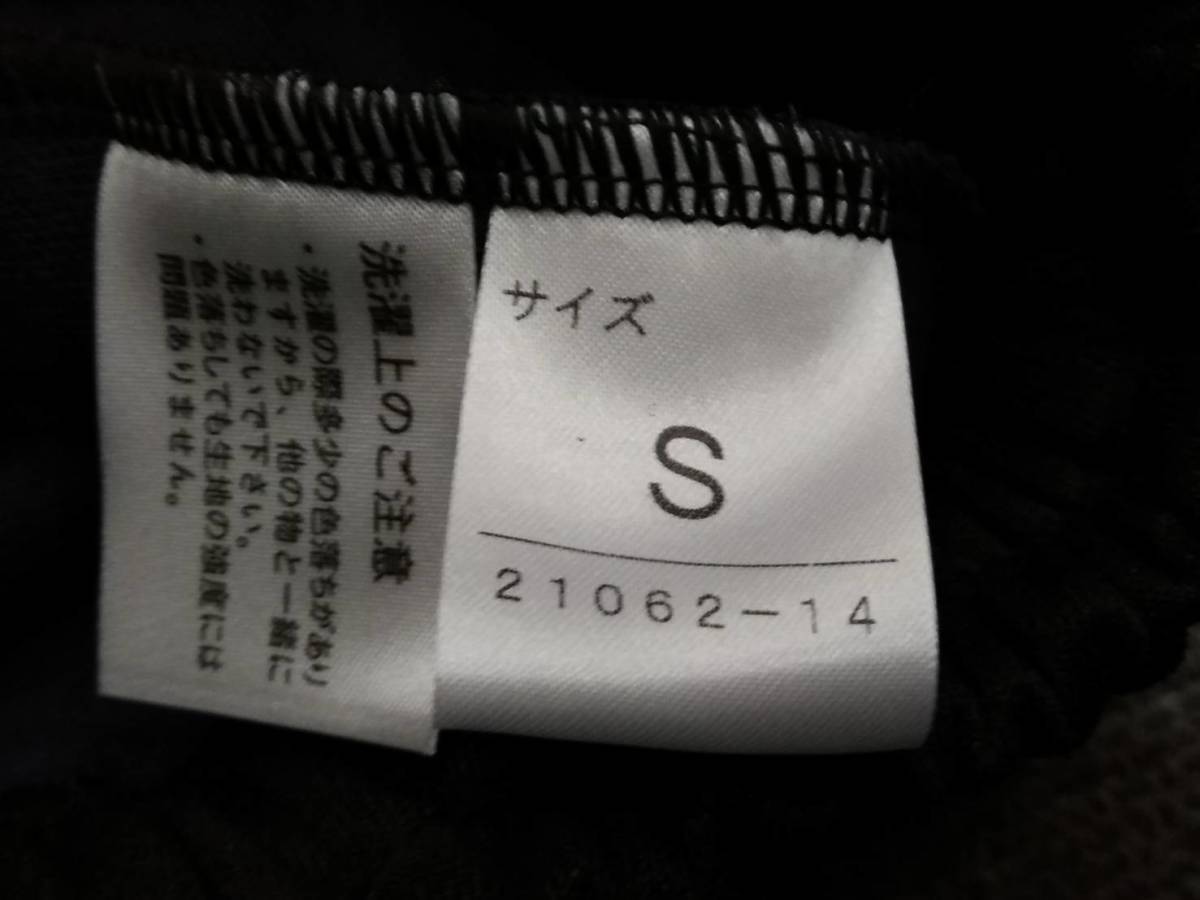 洗濯上のご注意
・洗濯の際多少の色落ちがあり
ますから、他の物と一緒に
洗わないで下さい。
・色落ちしても生地の強度には
問題ありません。
サイズ
S
21062-14